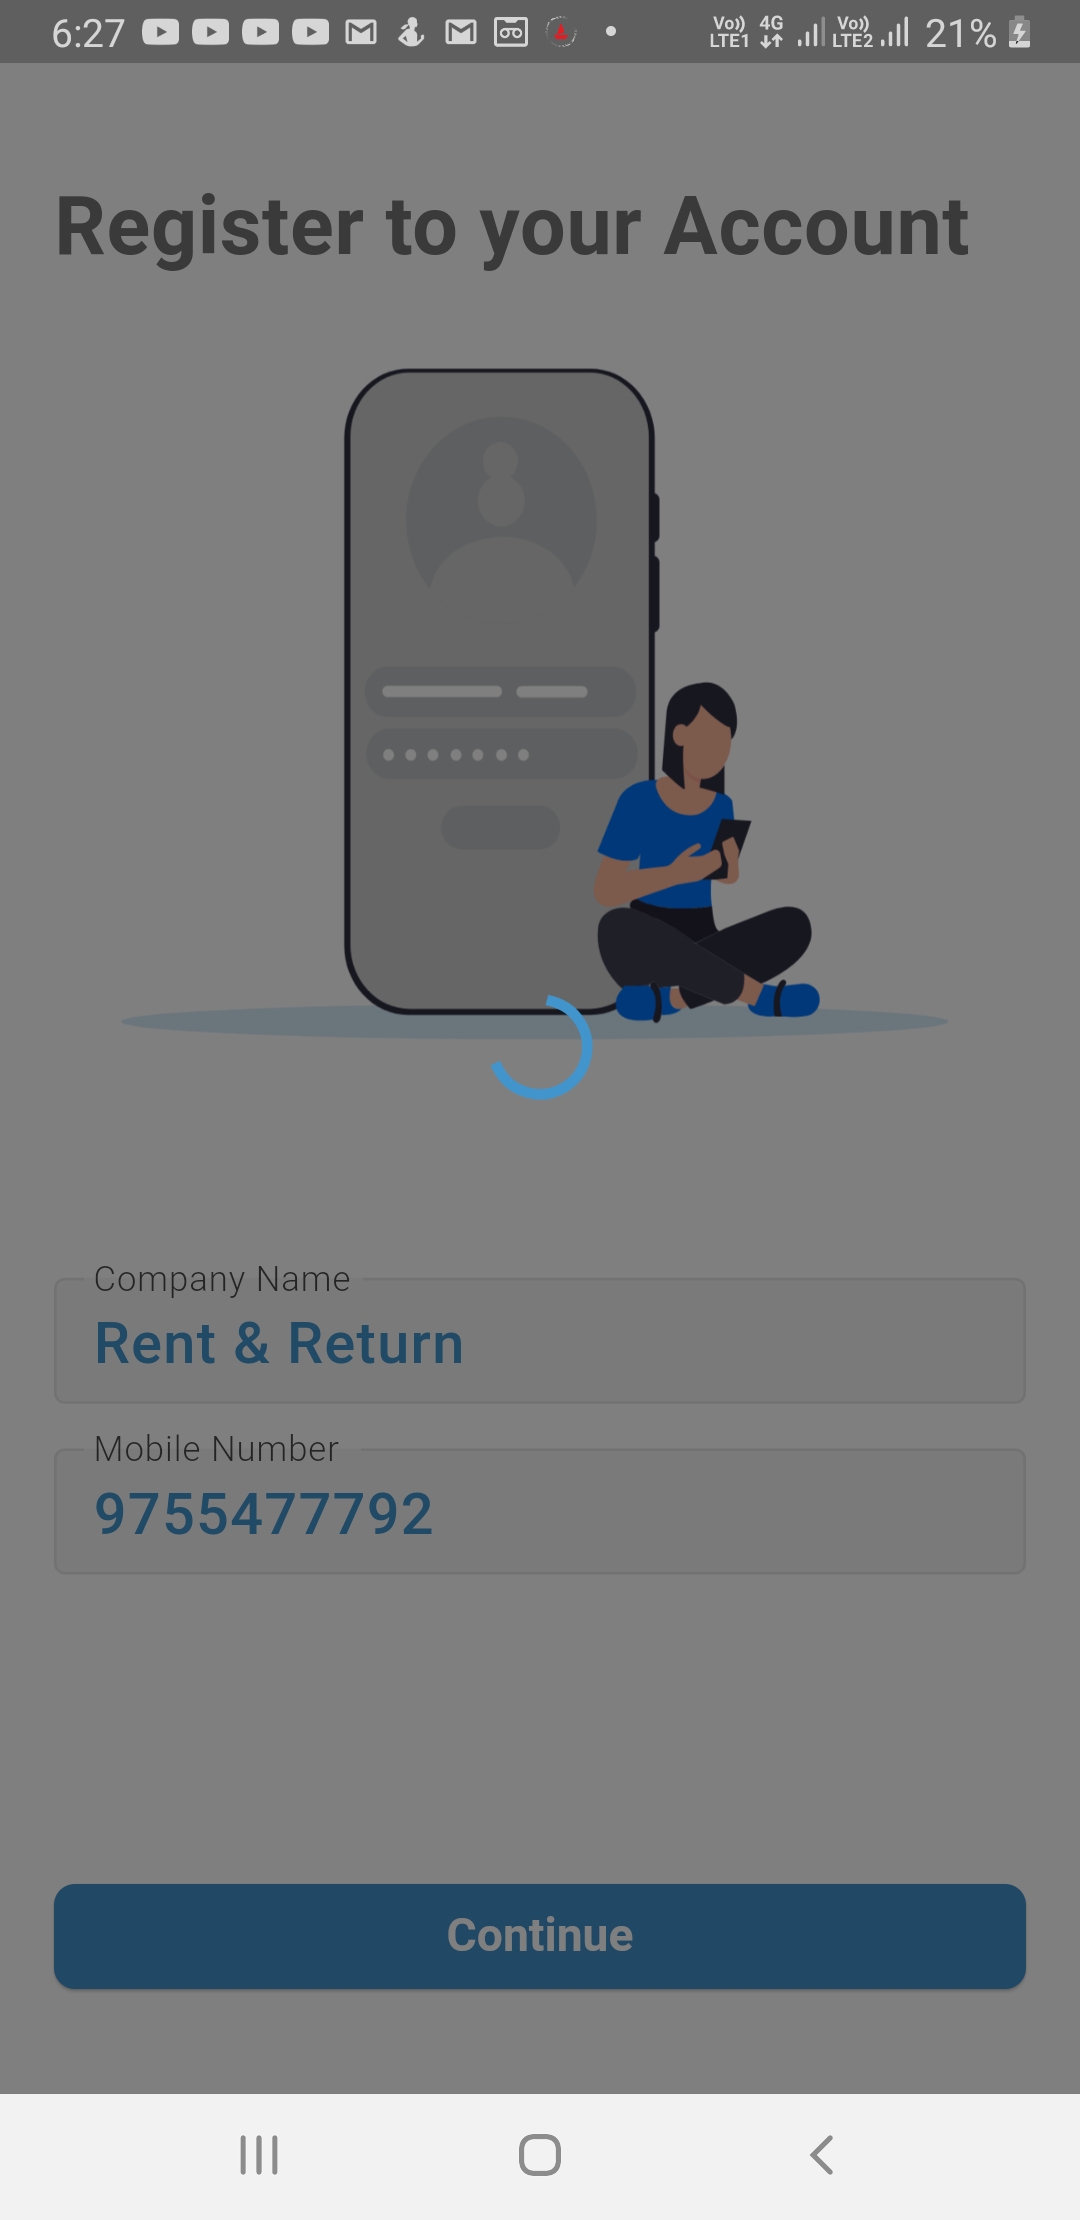 6:27 Vo)) LTE1 4G Vo)) LTE2 21%
Register to your Account
Company Name
Rent & Return
Mobile Number
9755477792
Continue